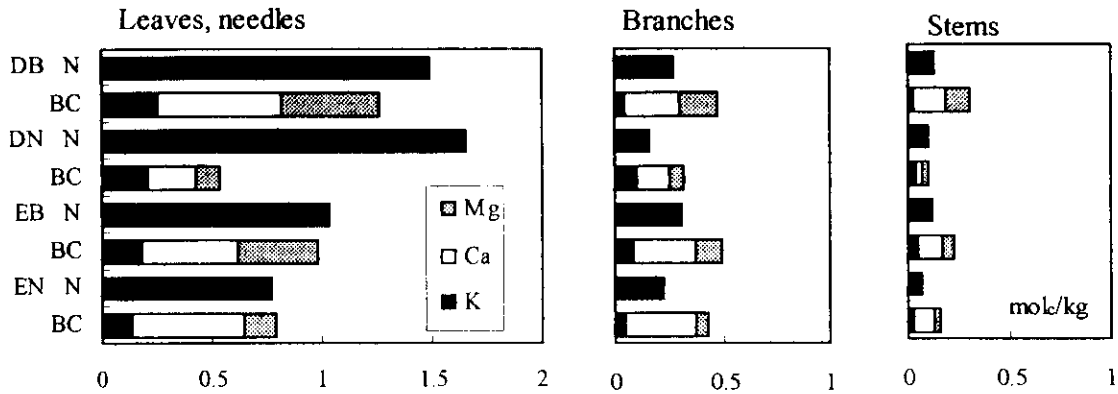 Leaves, needles
Branches
Stems
DB N
BC
DN N
BC
EB N
BC
EN N
BC
Mg
Ca
K
molc/kg
0 0.5 1 1.5 2
0 0.5 1
0 0.5 1